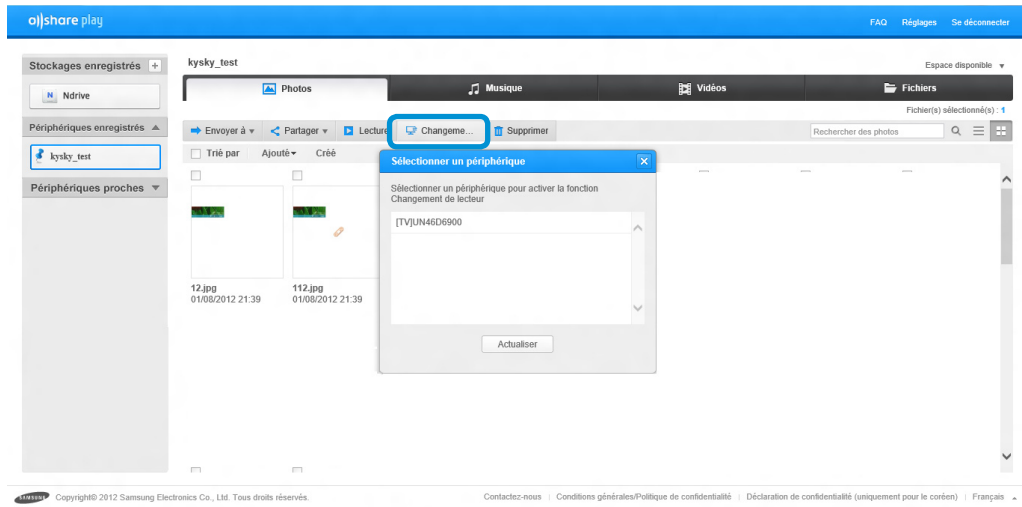 allshare play
FAQ Réglages Se déconnecter
Stockages enregistrés +
N Ndrive
Périphériques enregistrés
kysky_test
Périphériques proches
kysky_test
Espace disponible
Photos Musique Vidéos Fichiers
Fichier(s) sélectionné(s) : 1
Envoyer à Partager Lecture Changeme... Supprimer
Rechercher des photos
Trié par Ajouté Créé
Sélectionner un périphérique
Sélectionner un périphérique pour activer la fonction
Changement de lecteur
[TV]UN46D6900
Actualiser
12.jpg
01/08/2012 21:39
112.jpg
01/08/2012 21:39
SAMSUNG Copyright© 2012 Samsung Electronics Co., Ltd. Tous droits réservés.
Contactez-nous | Conditions générales/Politique de confidentialité | Déclaration de confidentialité (uniquement pour le coréen) | Français